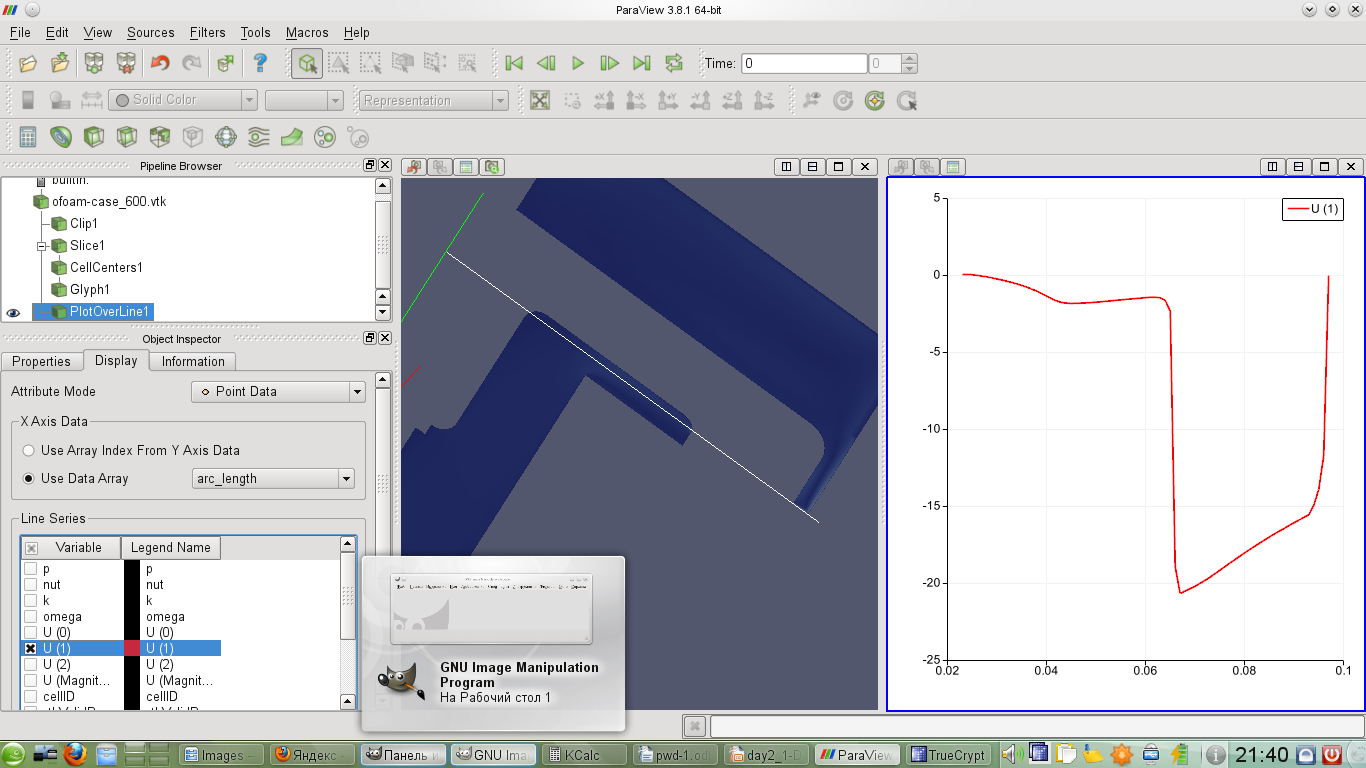 ParaView 3.8.1 64-bit
File Edit View Sources Filters Tools Macros Help
Time: 0 0
Solid Color Representation
Pipeline Browser
builtin:
ofoam-case_600.vtk
Clip1
Slice1
CellCenters1
Glyph1
PlotOverLine1
Object Inspector
Properties Display Information
Attribute Mode Point Data
X Axis Data
Use Array Index From Y Axis Data
Use Data Array arc_length
Line Series
Variable Legend Name
p p
nut nut
k k
omega omega
U (0) U (0)
U (1) U (1)
U (2) U (2)
U (Magnit... U (Magnit...
cellID cellID
U (1)
5
0
-5
-10
-15
-20
-25
0.02 0.04 0.06 0.08 0.1
GNU Image Manipulation
Program
На Рабочий стол 1
Images – Яндекс - Панель и GNU Ima KCalc pwd-1.od day2_1-D ParaView TrueCrypt 21:40